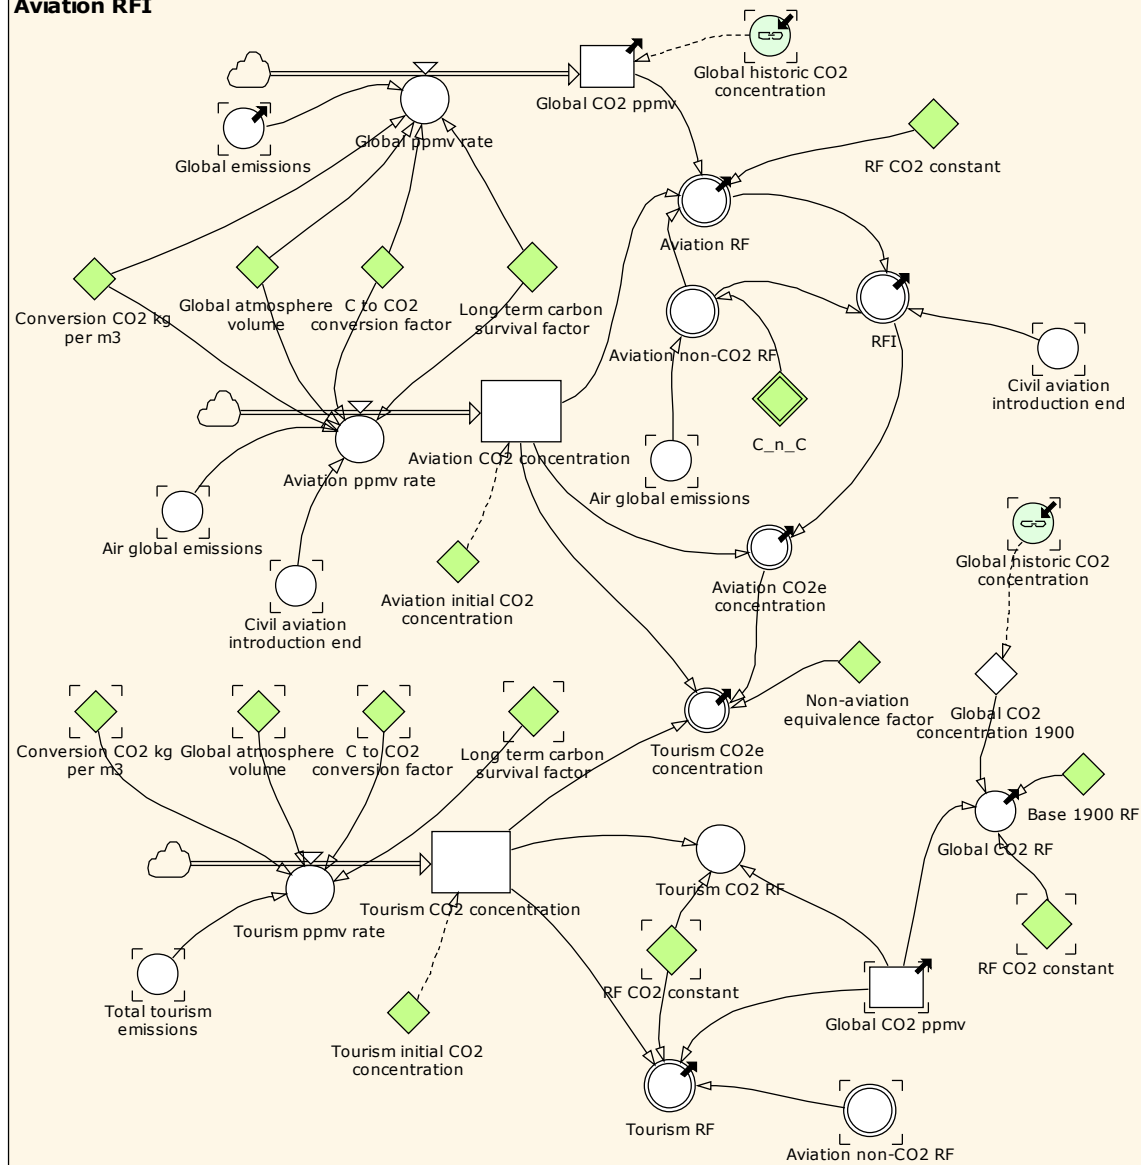 Aviation RFI
Global historic CO2
concentration
Global CO2 ppmv
Global ppmv rate
Global emissions
RF CO2 constant
Aviation RF
Conversion CO2 kg
per m3
Global atmosphere
volume
C to CO2
conversion factor
Long term carbon
survival factor
Aviation non-CO2 RF
RFI
Civil aviation
introduction end
C_n_C
Aviation CO2 concentration
Aviation ppmv rate
Air global emissions
Air global emissions
Civil aviation
introduction end
Aviation initial CO2
concentration
Aviation CO2e
concentration
Global historic CO2
concentration
Non-aviation
equivalence factor
Global CO2
concentration 1900
Conversion CO2 kg
per m3
Global atmosphere
volume
C to CO2
conversion factor
Long term carbon
survival factor
Tourism CO2e
concentration
Base 1900 RF
Global CO2 RF
Tourism CO2 RF
Tourism CO2 concentration
Tourism ppmv rate
RF CO2 constant
RF CO2 constant
Total tourism
emissions
Global CO2 ppmv
Tourism initial CO2
concentration
Tourism RF
Aviation non-CO2 RF